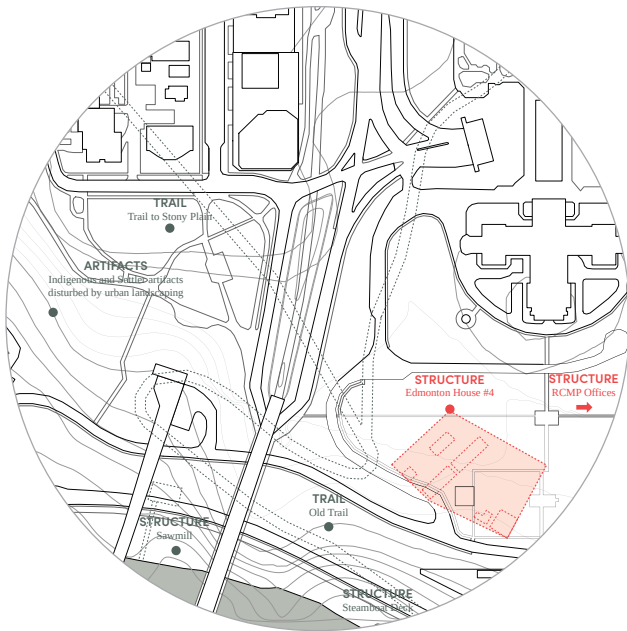 TRAIL
Trail to Stony Plain
ARTIFACTS
Indigenous and Settler artifacts
disturbed by urban landscaping
STRUCTURE
Edmonton House #4
STRUCTURE
RCMP Offices
TRAIL
Old Trail
STRUCTURE
Sawmill
STRUCTURE
Steamboat Deck